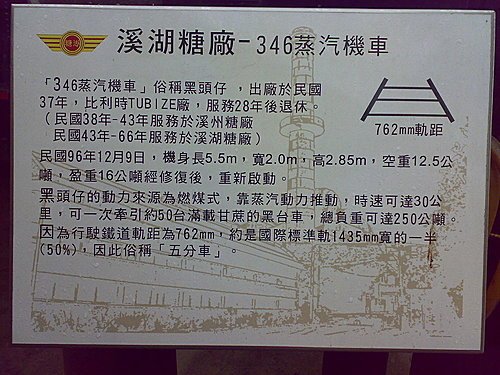 溪湖糖廠-346蒸汽機車
「346蒸汽機車」俗稱黑頭仔，出廠於民國
37年，比利時TUBIZE廠，服務28年後退休。
（民國38年-43年服務於溪州糖廠
民國43年-66年服務於溪湖糖廠）
762mm軌距
民國96年12月9日，機身長5.5m，寬2.0m，高2.85m，空重12.5公
噸，盈重16公噸經修復後，重新啟動。
黑頭仔的動力來源為燃煤式，靠蒸汽動力推動，時速可達30公
里，可一次牽引約50台滿載甘蔗的黑台車，總負重可達250公噸。
因為行駛鐵道軌距為762mm，約是國際標準軌1435mm寬的一半
(50%)，因此俗稱「五分車」。